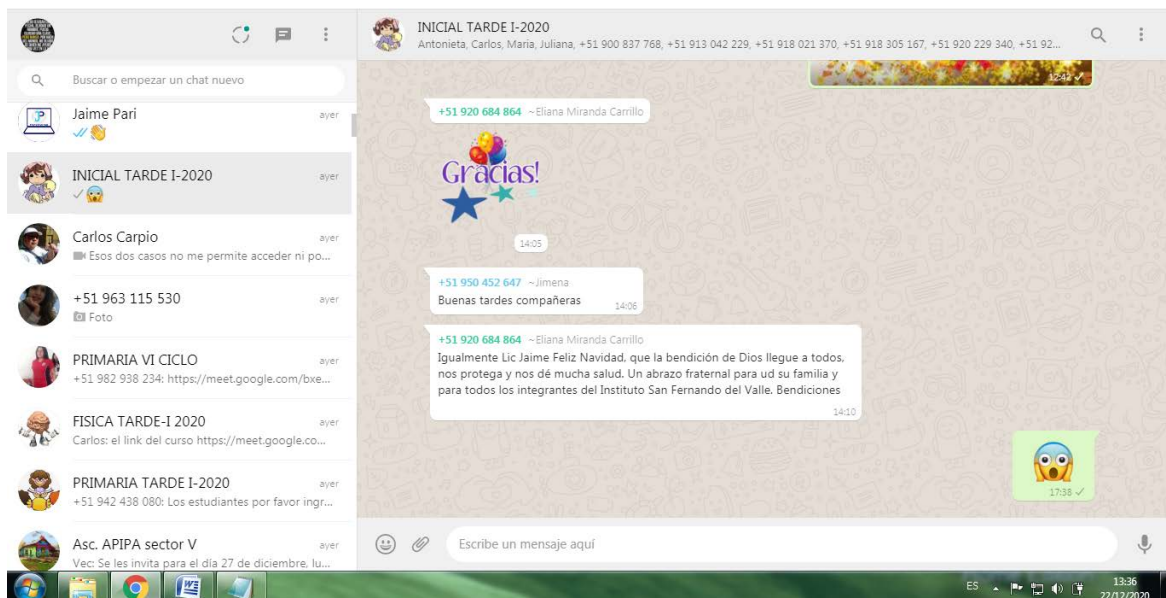 INICIAL TARDE I-2020
Antonieta, Carlos, Maria, Juliana, +51 900 837 768, +51 913 042 229, +51 918 021 370, +51 918 305 167, +51 920 229 340, +51 92...
Buscar o empezar un chat nuevo
Jaime Pari
ayer
INICIAL TARDE I-2020
ayer
Carlos Carpio
ayer
Esos dos casos no me permite acceder ni po...
+51 963 115 530
ayer
Foto
PRIMARIA VI CICLO
ayer
+51 982 938 234: https://meet.google.com/bxe...
FISICA TARDE-I 2020
ayer
Carlos: el link del curso https://meet.google.co...
PRIMARIA TARDE I-2020
ayer
+51 942 438 080: Los estudiantes por favor ingr...
Asc. APIPA sector V
ayer
Vec: Se les invita para el día 27 de diciembre, lu...
12:42
+51 920 684 864 ~Eliana Miranda Carrillo
Gracias!
14:05
+51 950 452 647 ~Jimena
Buenas tardes compañeras
14:06
+51 920 684 864 ~Eliana Miranda Carrillo
Igualmente Lic Jaime Feliz Navidad, que la bendición de Dios llegue a todos,
nos protega y nos dé mucha salud. Un abrazo fraternal para ud su familia y
para todos los integrantes del Instituto San Fernando del Valle. Bendiciones
14:10
17:38
Escribe un mensaje aquí
ES
13:36
22/12/2020